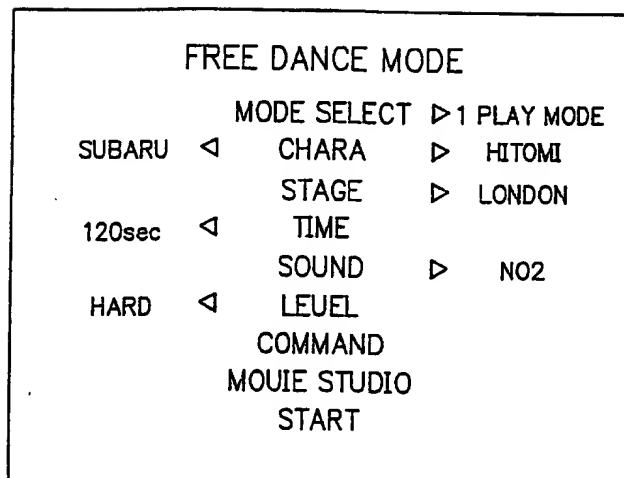 FREE DANCE MODE
MODE SELECT ▷ 1 PLAY MODE
SUBARU ◁ CHARA ▷ HITOMI
STAGE ▷ LONDON
120sec ◁ TIME
SOUND ▷ NO2
HARD ◁ LEUEL
COMMAND
MOUIE STUDIO
START